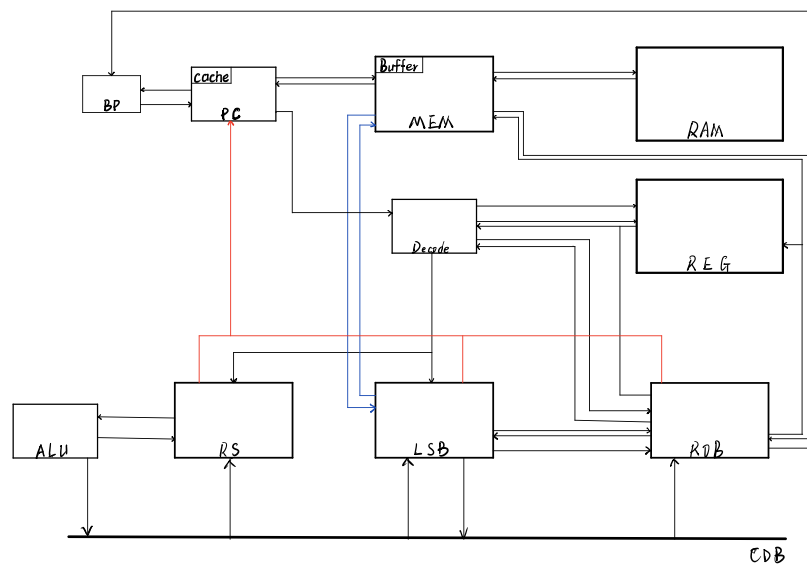 cache
Buffer
BP
PC
MEM
RAM
Decode
REG
ALU
RS
LSB
ROB
CDB